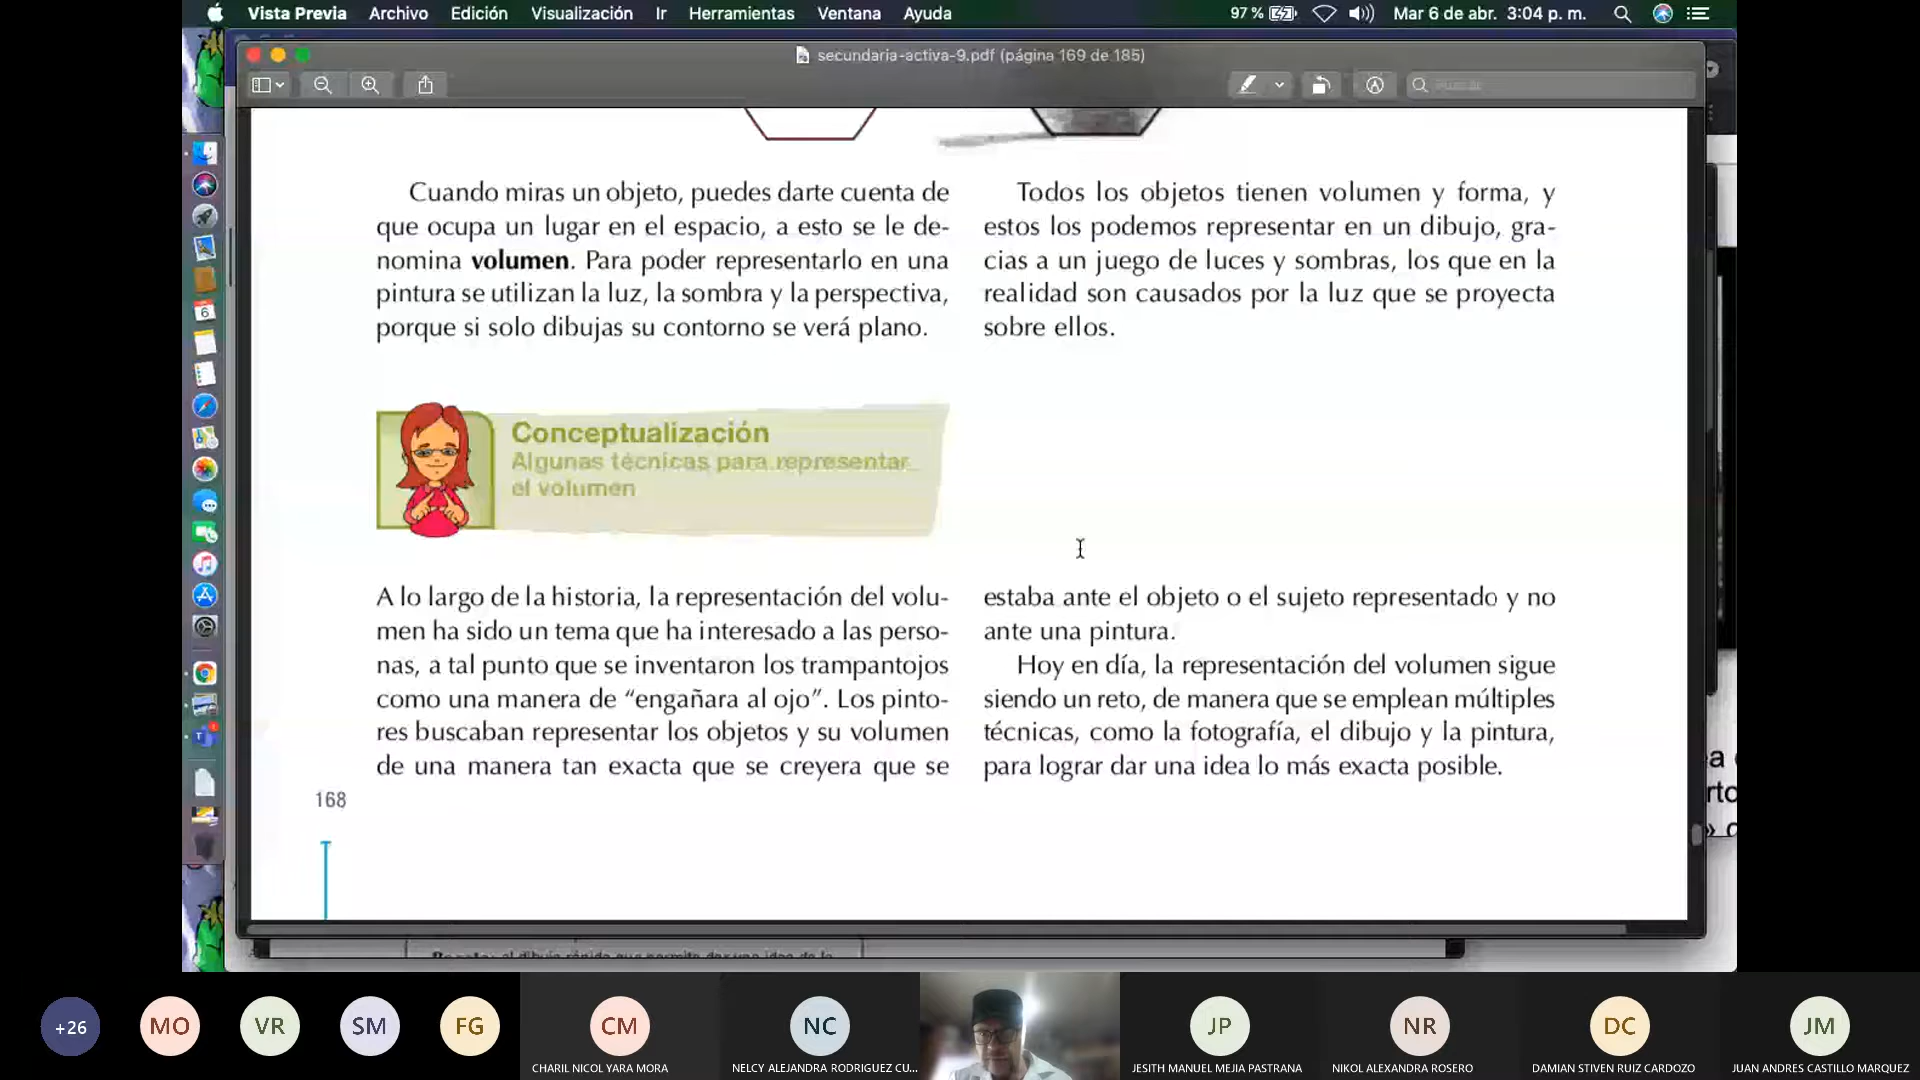 Vista Previa Archivo Edición Visualización Ir Herramientas Ventana Ayuda 97 % Mar 6 de abr. 3:04 p. m.
secundaria-activa-9.pdf (página 169 de 185)
Cuando miras un objeto, puedes darte cuenta de
que ocupa un lugar en el espacio, a esto se le de-
nomina volumen. Para poder representarlo en una
pintura se utilizan la luz, la sombra y la perspectiva,
porque si solo dibujas su contorno se verá plano.
Todos los objetos tienen volumen y forma, y
estos los podemos representar en un dibujo, gra-
cias a un juego de luces y sombras, los que en la
realidad son causados por la luz que se proyecta
sobre ellos.
Conceptualización
Algunas técnicas para representar
el volumen
A lo largo de la historia, la representación del volu-
men ha sido un tema que ha interesado a las perso-
nas, a tal punto que se inventaron los trampantojos
como una manera de “engañara al ojo”. Los pinto-
res buscaban representar los objetos y su volumen
de una manera tan exacta que se creyera que se
estaba ante el objeto o el sujeto representado y no
ante una pintura.
Hoy en día, la representación del volumen sigue
siendo un reto, de manera que se emplean múltiples
técnicas, como la fotografía, el dibujo y la pintura,
para lograr dar una idea lo más exacta posible.
168
+26 MO VR SM FG CM NC JP NR DC JM
CHARIL NICOL YARA MORA NELCY ALEJANDRA RODRIGUEZ CU... JESITH MANUEL MEJIA PASTRANA NIKOL ALEXANDRA ROSERO DAMIAN STIVEN RUIZ CARDOZO JUAN ANDRES CASTILLO MARQUEZ